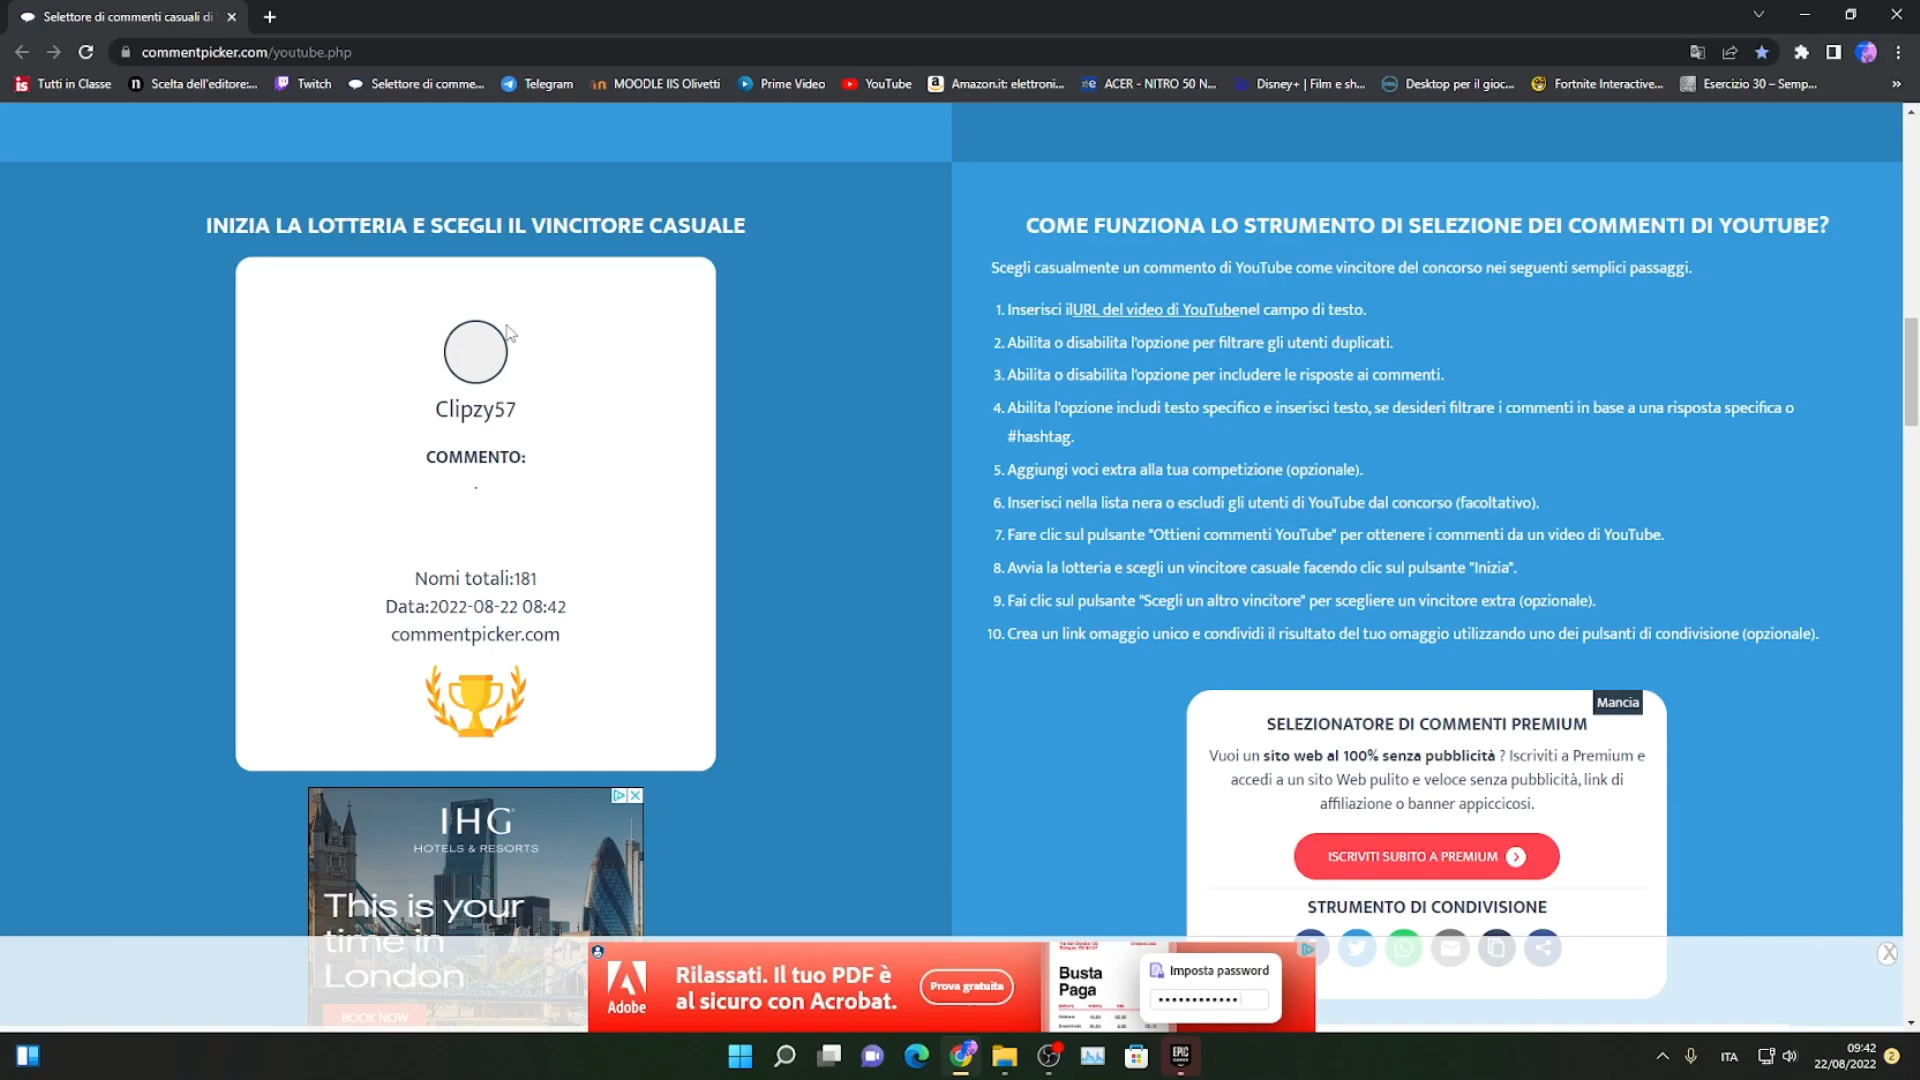 Selettore di commenti casuali di
commentpicker.com/youtube.php
Tutti in Classe
Scelta dell'editore:...
Twitch
Selettore di comme...
Telegram
MOODLE IIS Olivetti
Prime Video
YouTube
Amazon.it: elettroni...
ACER - NITRO 50 N...
Disney+ | Film e sh...
Desktop per il gioc...
Fortnite Interactive...
Esercizio 30 – Semp...
INIZIA LA LOTTERIA E SCEGLI IL VINCITORE CASUALE
Clipzy57
COMMENTO:
.
Nomi totali:181
Data:2022-08-22 08:42
commentpicker.com
IHG
HOTELS & RESORTS
This is your
time in
London
BOOK NOW
COME FUNZIONA LO STRUMENTO DI SELEZIONE DEI COMMENTI DI YOUTUBE?
Scegli casualmente un commento di YouTube come vincitore del concorso nei seguenti semplici passaggi.
1. Inserisci ilURL del video di YouTubenel campo di testo.
2. Abilita o disabilita l'opzione per filtrare gli utenti duplicati.
3. Abilita o disabilita l'opzione per includere le risposte ai commenti.
4. Abilita l'opzione includi testo specifico e inserisci testo, se desideri filtrare i commenti in base a una risposta specifica o
#hashtag.
5. Aggiungi voci extra alla tua competizione (opzionale).
6. Inserisci nella lista nera o escludi gli utenti di YouTube dal concorso (facoltativo).
7. Fare clic sul pulsante "Ottieni commenti YouTube" per ottenere i commenti da un video di YouTube.
8. Avvia la lotteria e scegli un vincitore casuale facendo clic sul pulsante "Inizia".
9. Fai clic sul pulsante "Scegli un altro vincitore" per scegliere un vincitore extra (opzionale).
10. Crea un link omaggio unico e condividi il risultato del tuo omaggio utilizzando uno dei pulsanti di condivisione (opzionale).
Mancia
SELEZIONATORE DI COMMENTI PREMIUM
Vuoi un sito web al 100% senza pubblicità ? Iscriviti a Premium e
accedi a un sito Web pulito e veloce senza pubblicità, link di
affiliazione o banner appiccicosi.
ISCRIVITI SUBITO A PREMIUM
STRUMENTO DI CONDIVISIONE
Adobe
Rilassati. Il tuo PDF è
al sicuro con Acrobat.
Prova gratuita
Busta
Paga
Imposta password
EPIC
GAMES
ITA
09:42
22/08/2022
2